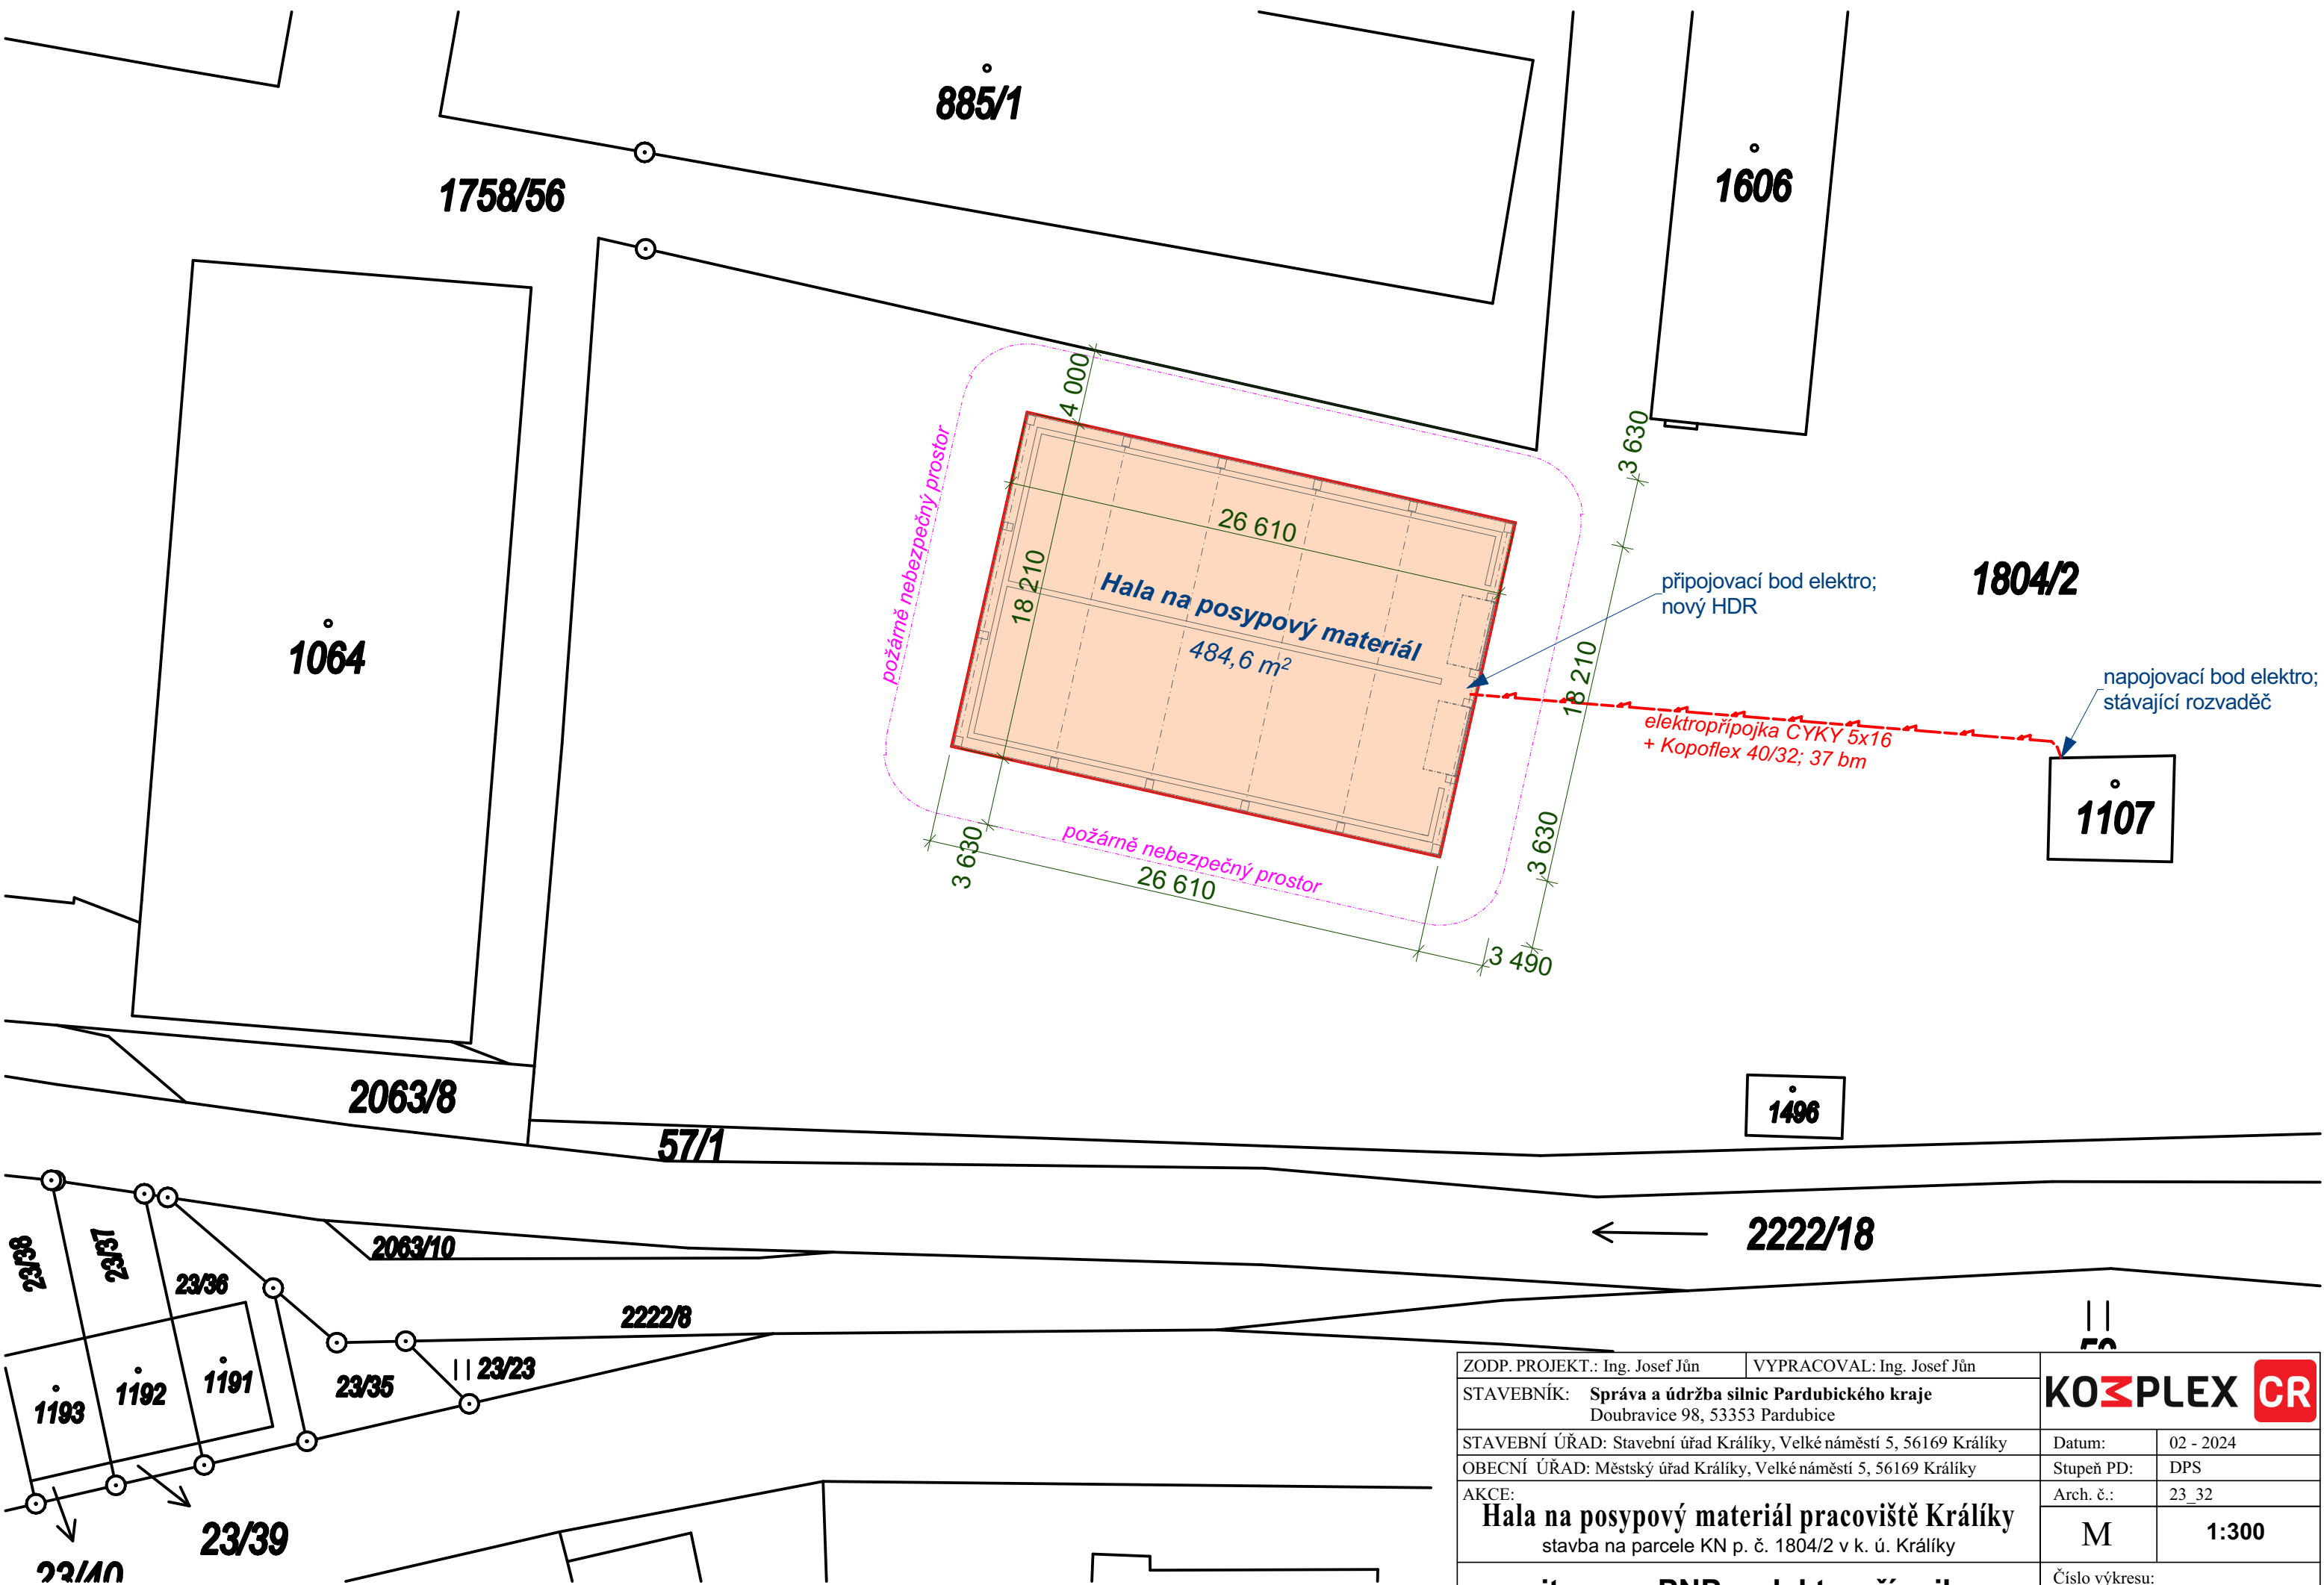 885/1
1758/56
1606
1064
4 000
3 630
požárně nebezpečný prostor
26 610
18 210
Hala na posypový materiál
484,6 m²
připojovací bod elektro;
nový HDR
1804/2
18 210
napojovací bod elektro;
stávající rozvaděč
elektropřípojka CYKY 5x16
+ Kopoflex 40/32; 37 bm
1107
3 630
požárně nebezpečný prostor
3 630
26 610
3 490
2063/8
57/1
1496
2222/18
23/38
23/37
23/36
2063/10
2222/8
23/23
23/35
1193
1192
1191
23/39
23/40
ZODP. PROJEKT.: Ing. Josef Jůn
VYPRACOVAL: Ing. Josef Jůn
KOMPLEX CR
STAVEBNÍK: Správa a údržba silnic Pardubického kraje
Doubravice 98, 53353 Pardubice
STAVEBNÍ ÚŘAD: Stavební úřad Králíky, Velké náměstí 5, 56169 Králíky
Datum: 02 - 2024
OBECNÍ ÚŘAD: Městský úřad Králíky, Velké náměstí 5, 56169 Králíky
Stupeň PD: DPS
AKCE:
Arch. č.: 23_32
Hala na posypový materiál pracoviště Králíky
stavba na parcele KN p. č. 1804/2 v k. ú. Králíky
M 1:300
Číslo výkresu: